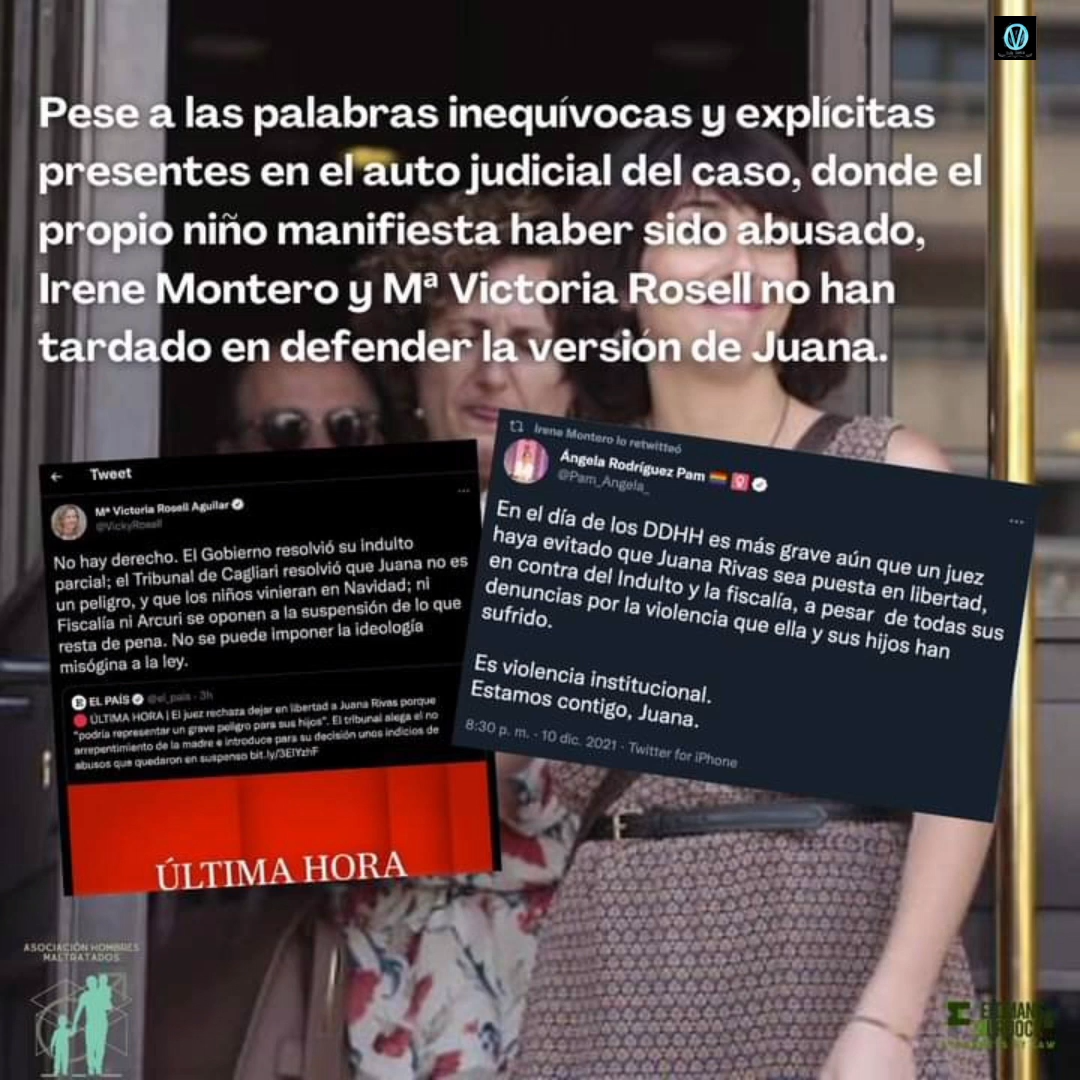 Pese a las palabras inequívocas y explícitas
presentes en el auto judicial del caso, donde el
propio niño manifiesta haber sido abusado,
Irene Montero y Mª Victoria Rosell no han
tardado en defender la versión de Juana.
Tweet
Mª Victoria Rosell Aguilar
@VickyRosell
No hay derecho. El Gobierno resolvió su indulto
parcial; el Tribunal de Cagliari resolvió que Juana no es
un peligro, y que los niños vinieran en Navidad; ni
Fiscalía ni Arcuri se oponen a la suspensión de lo que
resta de pena. No se puede imponer la ideología
misógina a la ley.
EL PAÍS @el_pais · 3h
ÚLTIMA HORA | El juez rechaza dejar en libertad a Juana Rivas porque
"podría representar un grave peligro para sus hijos". El tribunal alega el no
arrepentimiento de la madre e introduce para su decisión unos indicios de
abusos que quedaron en suspenso bit.ly/3ElYzhF
ÚLTIMA HORA
Irene Montero lo retwitteó
Ángela Rodríguez Pam
@Pam_Angela_
En el día de los DDHH es más grave aún que un juez
haya evitado que Juana Rivas sea puesta en libertad,
en contra del Indulto y la fiscalía, a pesar de todas sus
denuncias por la violencia que ella y sus hijos han
sufrido.
Es violencia institucional.
Estamos contigo, Juana.
8:30 p. m. · 10 dic. 2021 · Twitter for iPhone
ASOCIACIÓN HOMBRES
MALTRATADOS